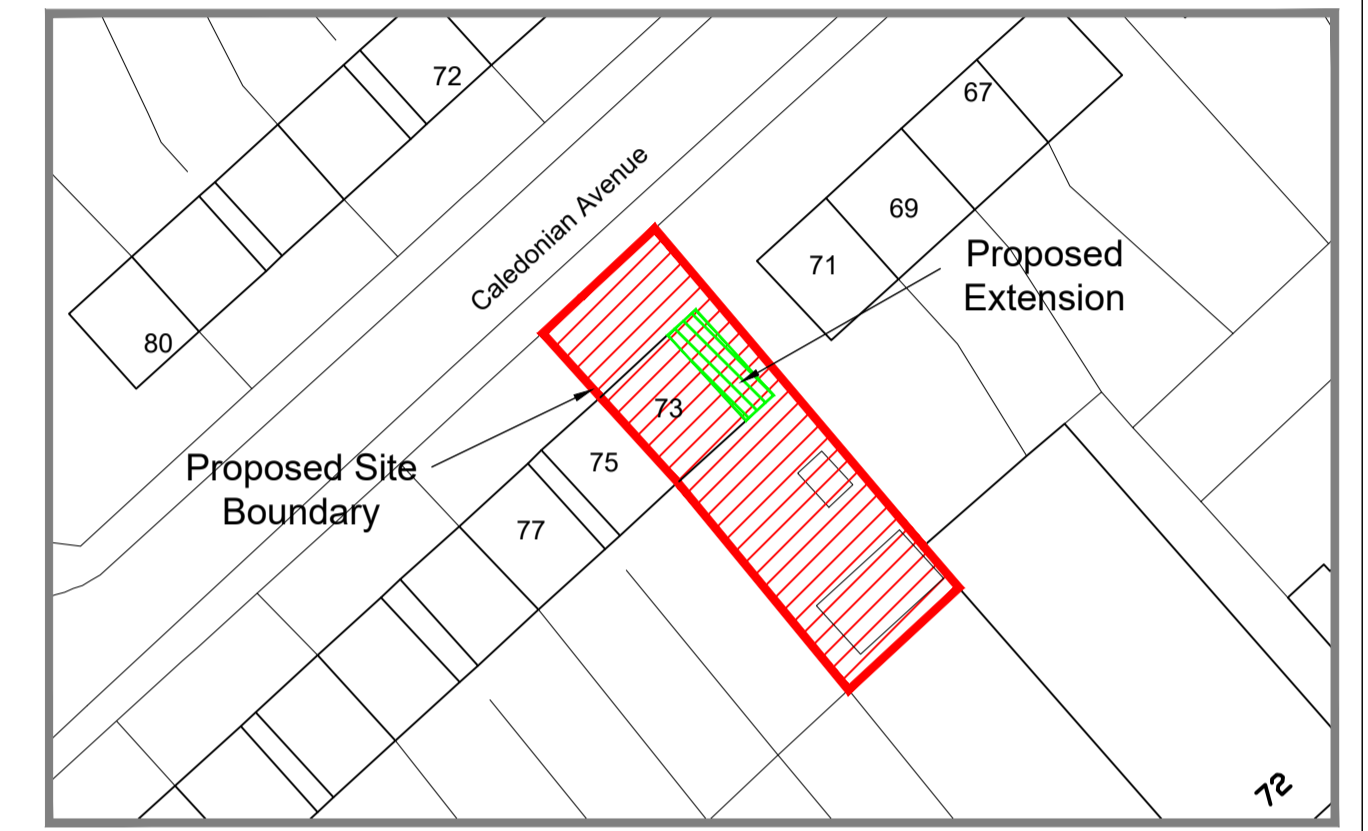 72
67
Caledonian Avenue
69
Proposed
Extension
71
80
73
75
Proposed Site
Boundary
77
72